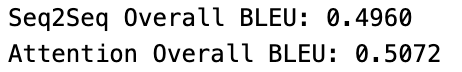 Seq2Seq Overall BLEU: 0.4960
Attention Overall BLEU: 0.5072